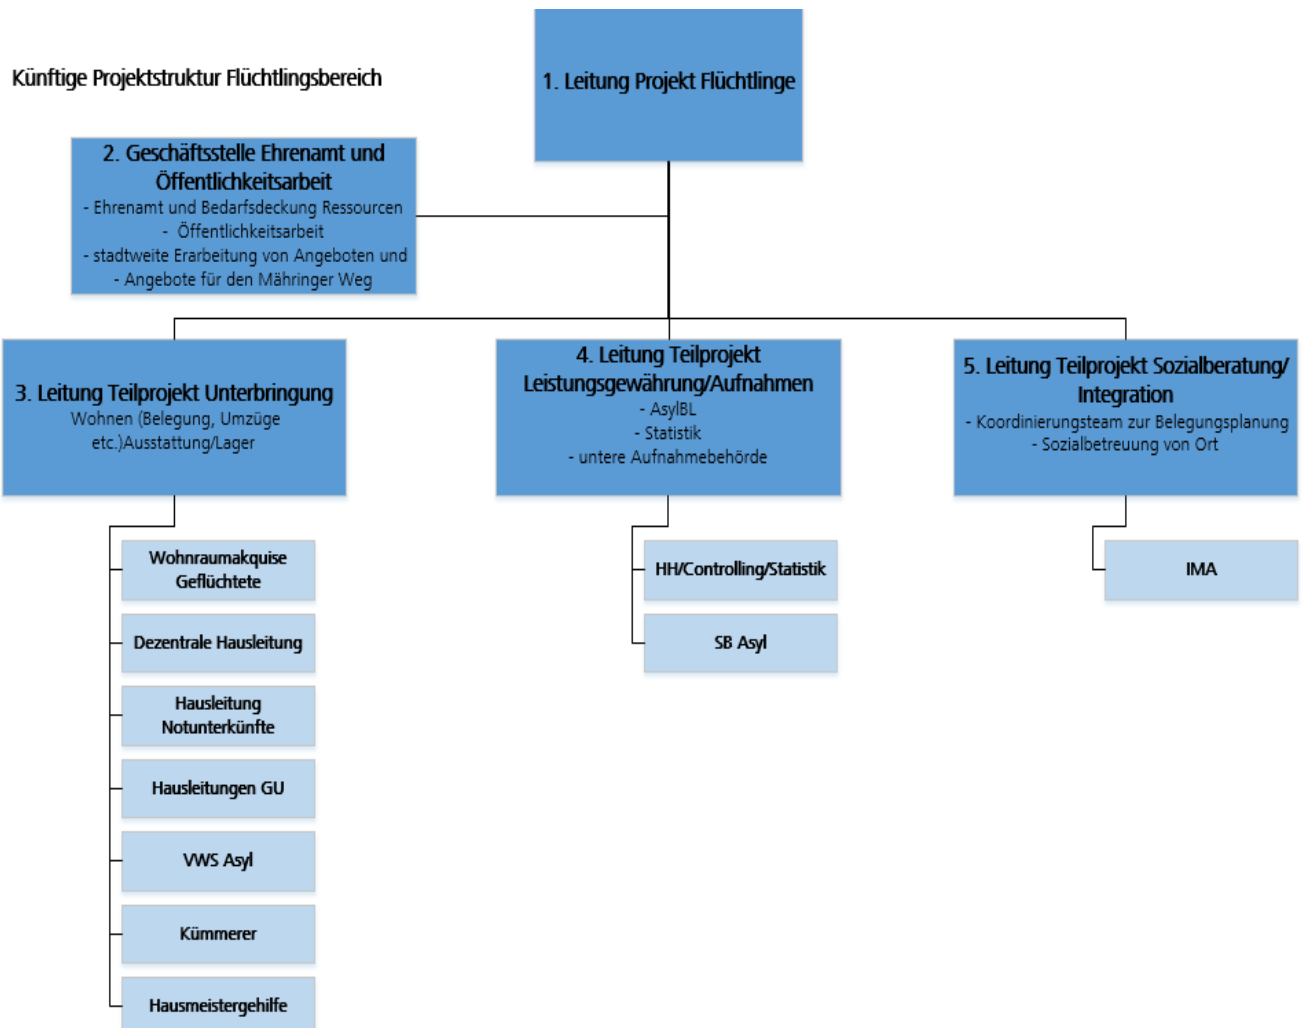 Künftige Projektstruktur Flüchtlingsbereich
1. Leitung Projekt Flüchtlinge
2. Geschäftsstelle Ehrenamt und
Öffentlichkeitsarbeit
- Ehrenamt und Bedarfsdeckung Ressourcen
- Öffentlichkeitsarbeit
- stadtweite Erarbeitung von Angeboten und
- Angebote für den Mähringer Weg
3. Leitung Teilprojekt Unterbringung
Wohnen (Belegung, Umzüge
etc.)Ausstattung/Lager
4. Leitung Teilprojekt
Leistungsgewährung/Aufnahmen
- AsylBL
- Statistik
- untere Aufnahmebehörde
5. Leitung Teilprojekt Sozialberatung/
Integration
- Koordinierungsteam zur Belegungsplanung
- Sozialbetreuung von Ort
Wohnraumakquise
Geflüchtete
Dezentrale Hausleitung
Hausleitung
Notunterkünfte
Hausleitungen GU
VWS Asyl
Kümmerer
Hausmeistergehilfe
HH/Controlling/Statistik
SB Asyl
IMA